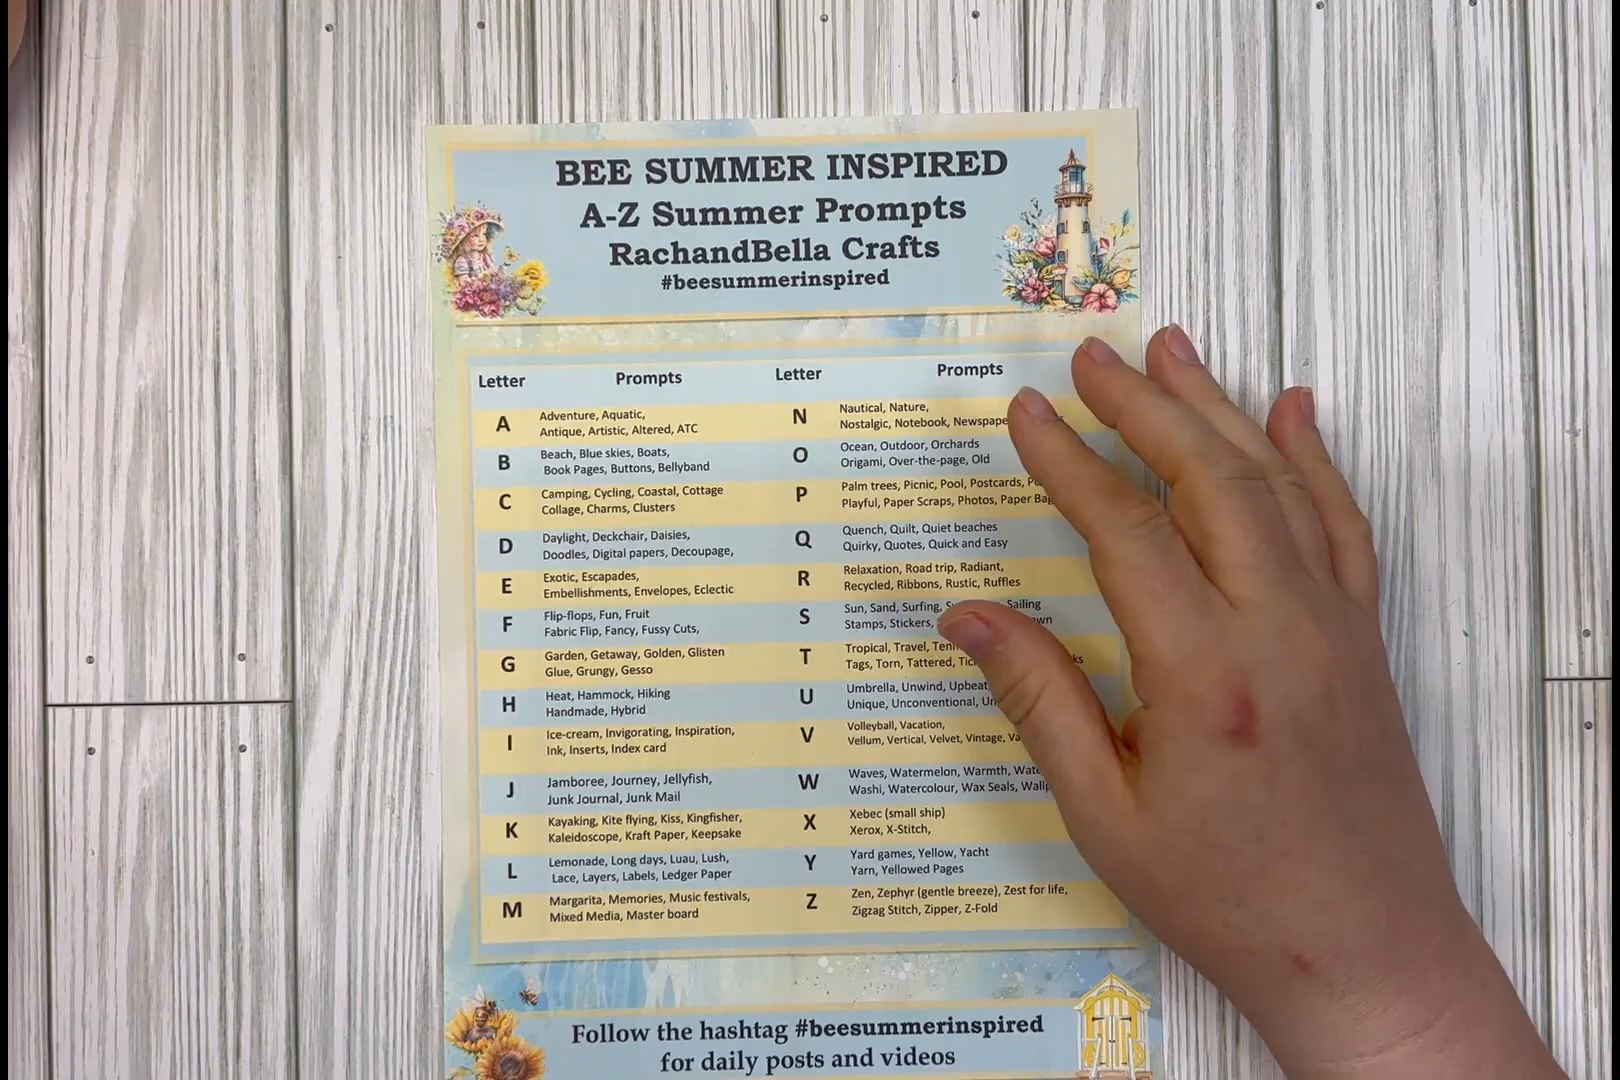 BEE SUMMER INSPIRED
A-Z Summer Prompts
RachandBella Crafts
#beesummerinspired
Letter Prompts Letter Prompts
A Adventure, Aquatic,
Antique, Artistic, Altered, ATC
B Beach, Blue skies, Boats,
Book Pages, Buttons, Bellyband
C Camping, Cycling, Coastal, Cottage
Collage, Charms, Clusters
D Daylight, Deckchair, Daisies,
Doodles, Digital papers, Decoupage,
E Exotic, Escapades,
Embellishments, Envelopes, Eclectic
F Flip-flops, Fun, Fruit
Fabric Flip, Fancy, Fussy Cuts,
G Garden, Getaway, Golden, Glisten
Glue, Grungy, Gesso
H Heat, Hammock, Hiking
Handmade, Hybrid
I Ice-cream, Invigorating, Inspiration,
Ink, Inserts, Index card
J Jamboree, Journey, Jellyfish,
Junk Journal, Junk Mail
K Kayaking, Kite flying, Kiss, Kingfisher,
Kaleidoscope, Kraft Paper, Keepsake
L Lemonade, Long days, Luau, Lush,
Lace, Layers, Labels, Ledger Paper
M Margarita, Memories, Music festivals,
Mixed Media, Master board
N Nautical, Nature,
Nostalgic, Notebook,
O Ocean, Outdoor, Orchards
Origami, Over-the-page, Old
P Palm trees, Picnic, Pool, Postcards,
Playful, Paper Scraps, Photos, Paper
Q Quench, Quilt, Quiet beaches
Quirky, Quotes, Quick and Easy
R Relaxation, Road trip, Radiant,
Recycled, Ribbons, Rustic, Ruffles
S Sun, Sand, Surfing, Sailing
Stamps, Stickers,
T Tropical, Travel,
Tags, Torn, Tattered,
U Umbrella, Unwind, Upbeat,
Unique, Unconventional,
V Volleyball, Vacation,
Vellum, Vertical, Velvet, Vintage,
W Waves, Watermelon, Warmth,
Washi, Watercolour, Wax Seals,
X Xebec (small ship)
Xerox, X-Stitch,
Y Yard games, Yellow, Yacht
Yarn, Yellowed Pages
Z Zen, Zephyr (gentle breeze), Zest for life,
Zigzag Stitch, Zipper, Z-Fold
Follow the hashtag #beesummerinspired
for daily posts and videos